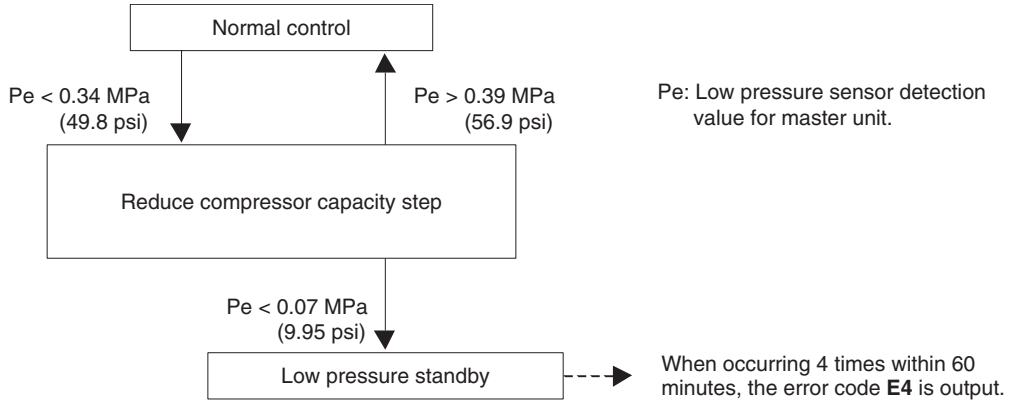 Normal control
Pe < 0.34 MPa
(49.8 psi)
Pe > 0.39 MPa
(56.9 psi)
Pe: Low pressure sensor detection
value for master unit.
Reduce compressor capacity step
Pe < 0.07 MPa
(9.95 psi)
Low pressure standby
When occurring 4 times within 60
minutes, the error code E4 is output.